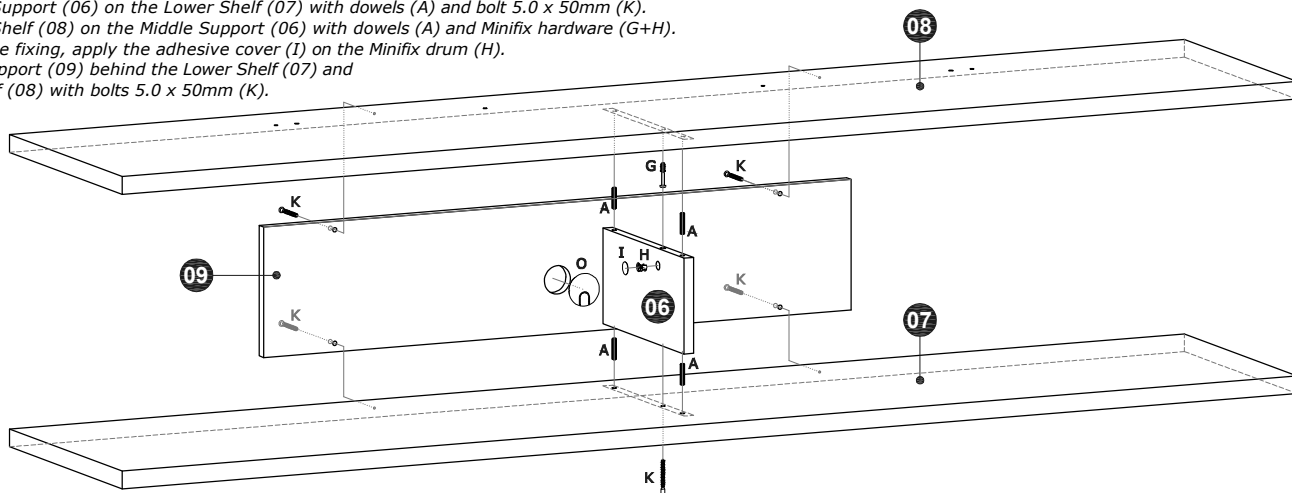 Support (06) on the Lower Shelf (07) with dowels (A) and bolt 5.0 x 50mm (K).
Shelf (08) on the Middle Support (06) with dowels (A) and Minifix hardware (G+H).
e fixing, apply the adhesive cover (I) on the Minifix drum (H).
pport (09) behind the Lower Shelf (07) and
f (08) with bolts 5.0 x 50mm (K).
08
G
K
K
A
K
A
I
H
O
09
06
K
K
07
A
A
K